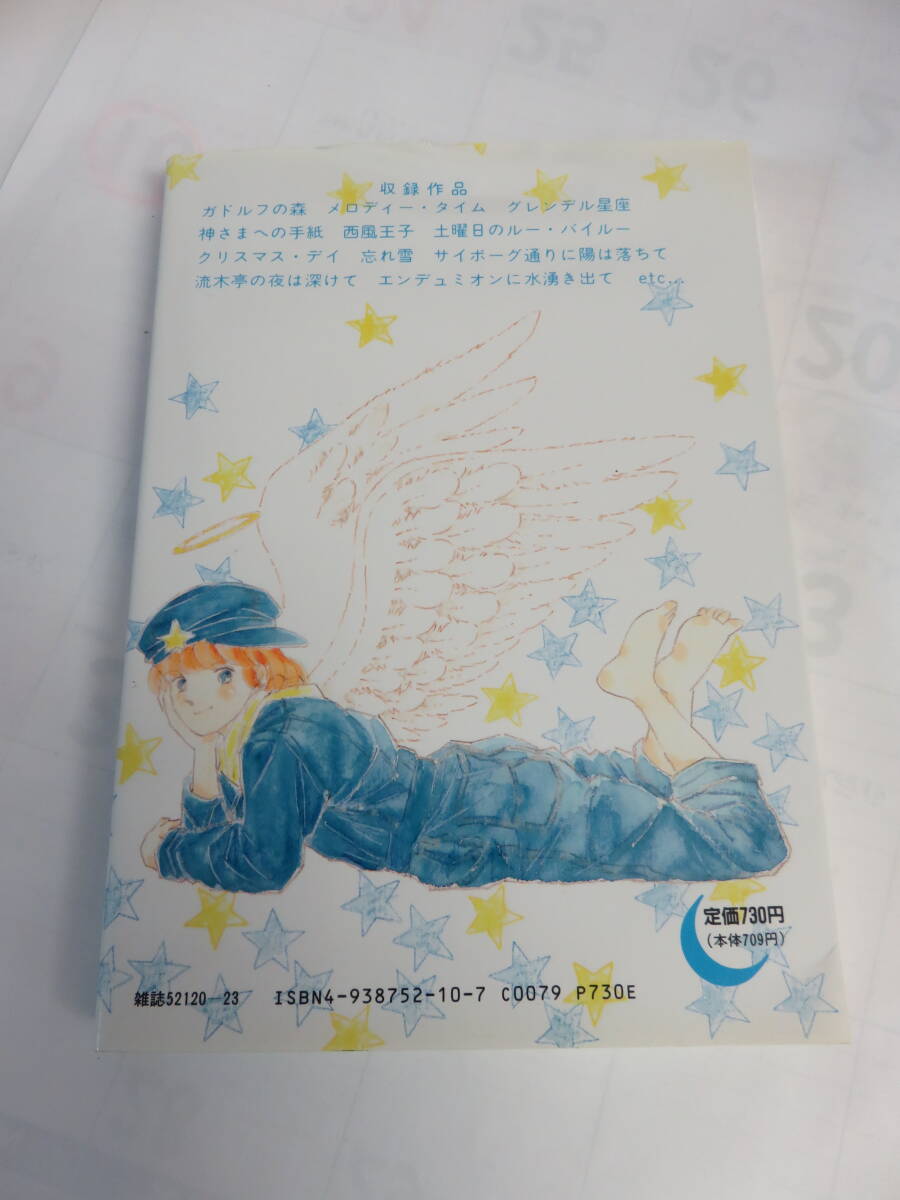 収録作品
ガドルフの森　メロディー・タイム　グレンデル星座
神さまへの手紙　西風王子　土曜日のルー・バイルー
クリスマス・デイ　忘れ雪　サイボーグ通りに陽は落ちて
流木亭の夜は深けて　エンデュミオンに水湧き出て　etc...
定価730円
(本体709円)
雑誌52120-23　ISBN4-938752-10-7 C0079 P730E